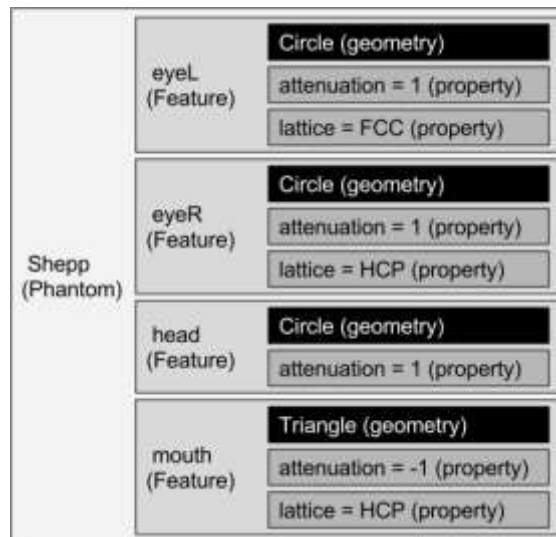 Shepp
(Phantom)
eyeL
(Feature)
Circle (geometry)
attenuation = 1 (property)
lattice = FCC (property)
eyeR
(Feature)
Circle (geometry)
attenuation = 1 (property)
lattice = HCP (property)
head
(Feature)
Circle (geometry)
attenuation = 1 (property)
mouth
(Feature)
Triangle (geometry)
attenuation = -1 (property)
lattice = HCP (property)